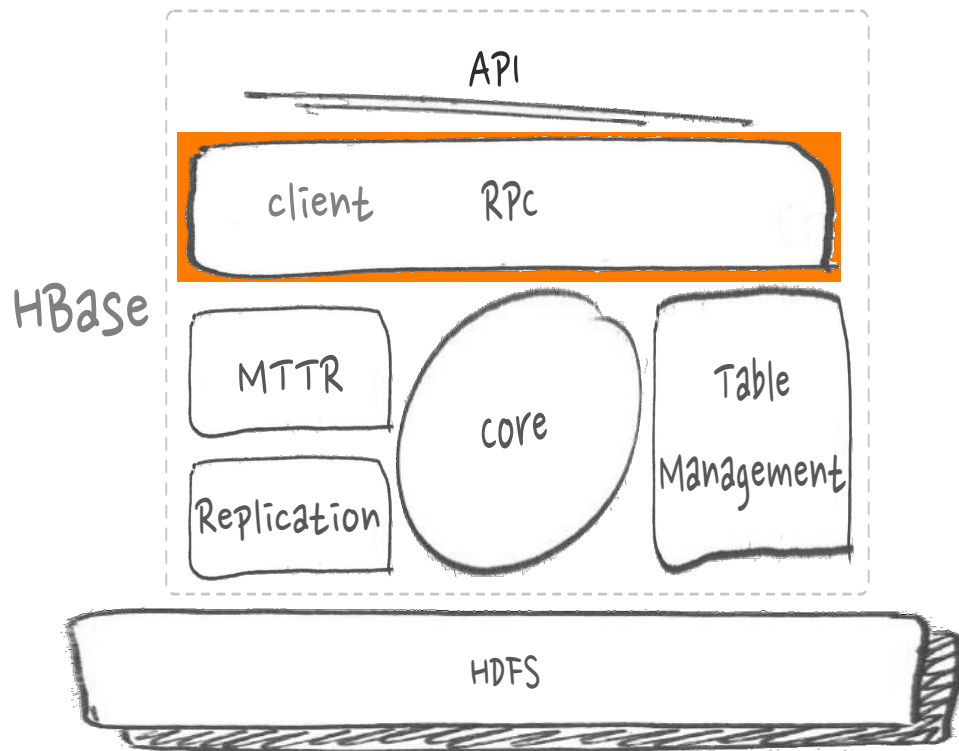 API
client RPC
HBase
MTTR
core
Table
Management
Replication
HDFS